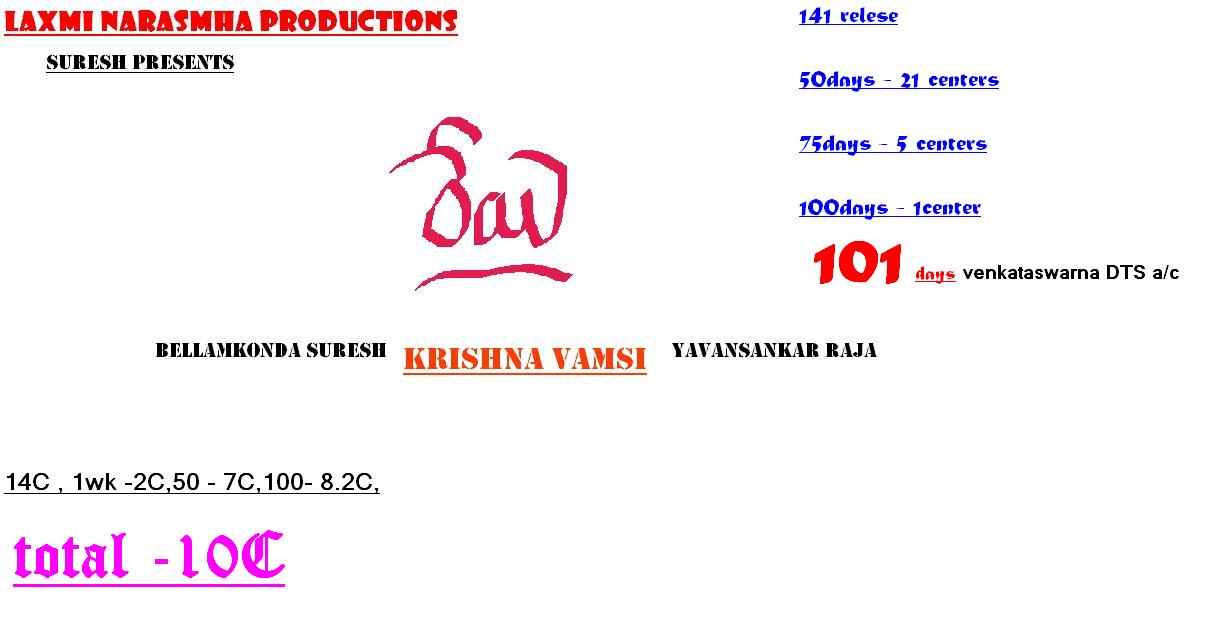 LAXMI NARASMHA PRODUCTIONS
SURESH PRESENTS
141 relese
50days - 21 centers
75days - 5 centers
100days - 1center
101 days venkataswarna DTS a/c
BELLAMKONDA SURESH KRISHNA VAMSI YAVANSANKAR RAJA
14C , 1wk -2C,50 - 7C,100- 8.2C,
total -10C